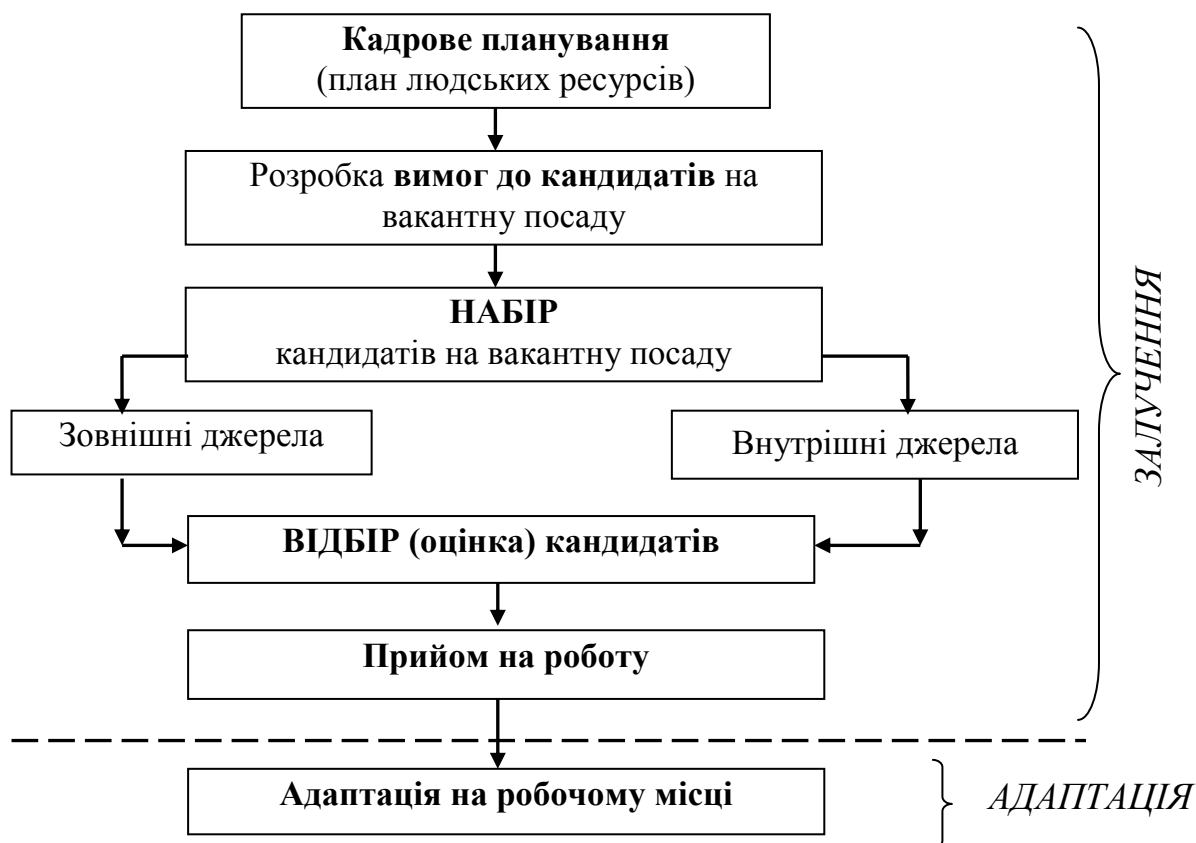 Кадрове планування
(план людських ресурсів)
Розробка вимог до кандидатів на
вакантну посаду
НАБІР
кандидатів на вакантну посаду
Зовнішні джерела
Внутрішні джерела
ВІДБІР (оцінка) кандидатів
Прийом на роботу
ЗАЛУЧЕННЯ
Адаптація на робочому місці
АДАПТАЦІЯ